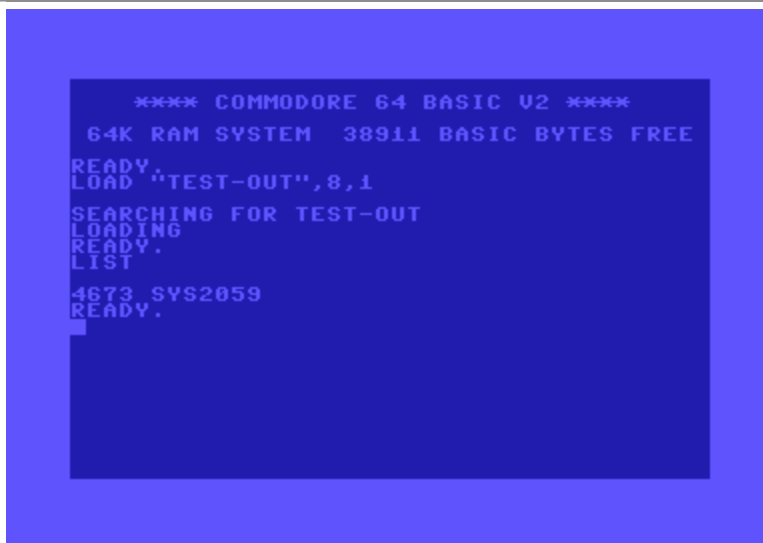 **** COMMODORE 64 BASIC V2 ****
64K RAM SYSTEM  38911 BASIC BYTES FREE
READY.
LOAD "TEST-OUT",8,1
SEARCHING FOR TEST-OUT
LOADING
READY.
LIST
4673 SYS2059
READY.